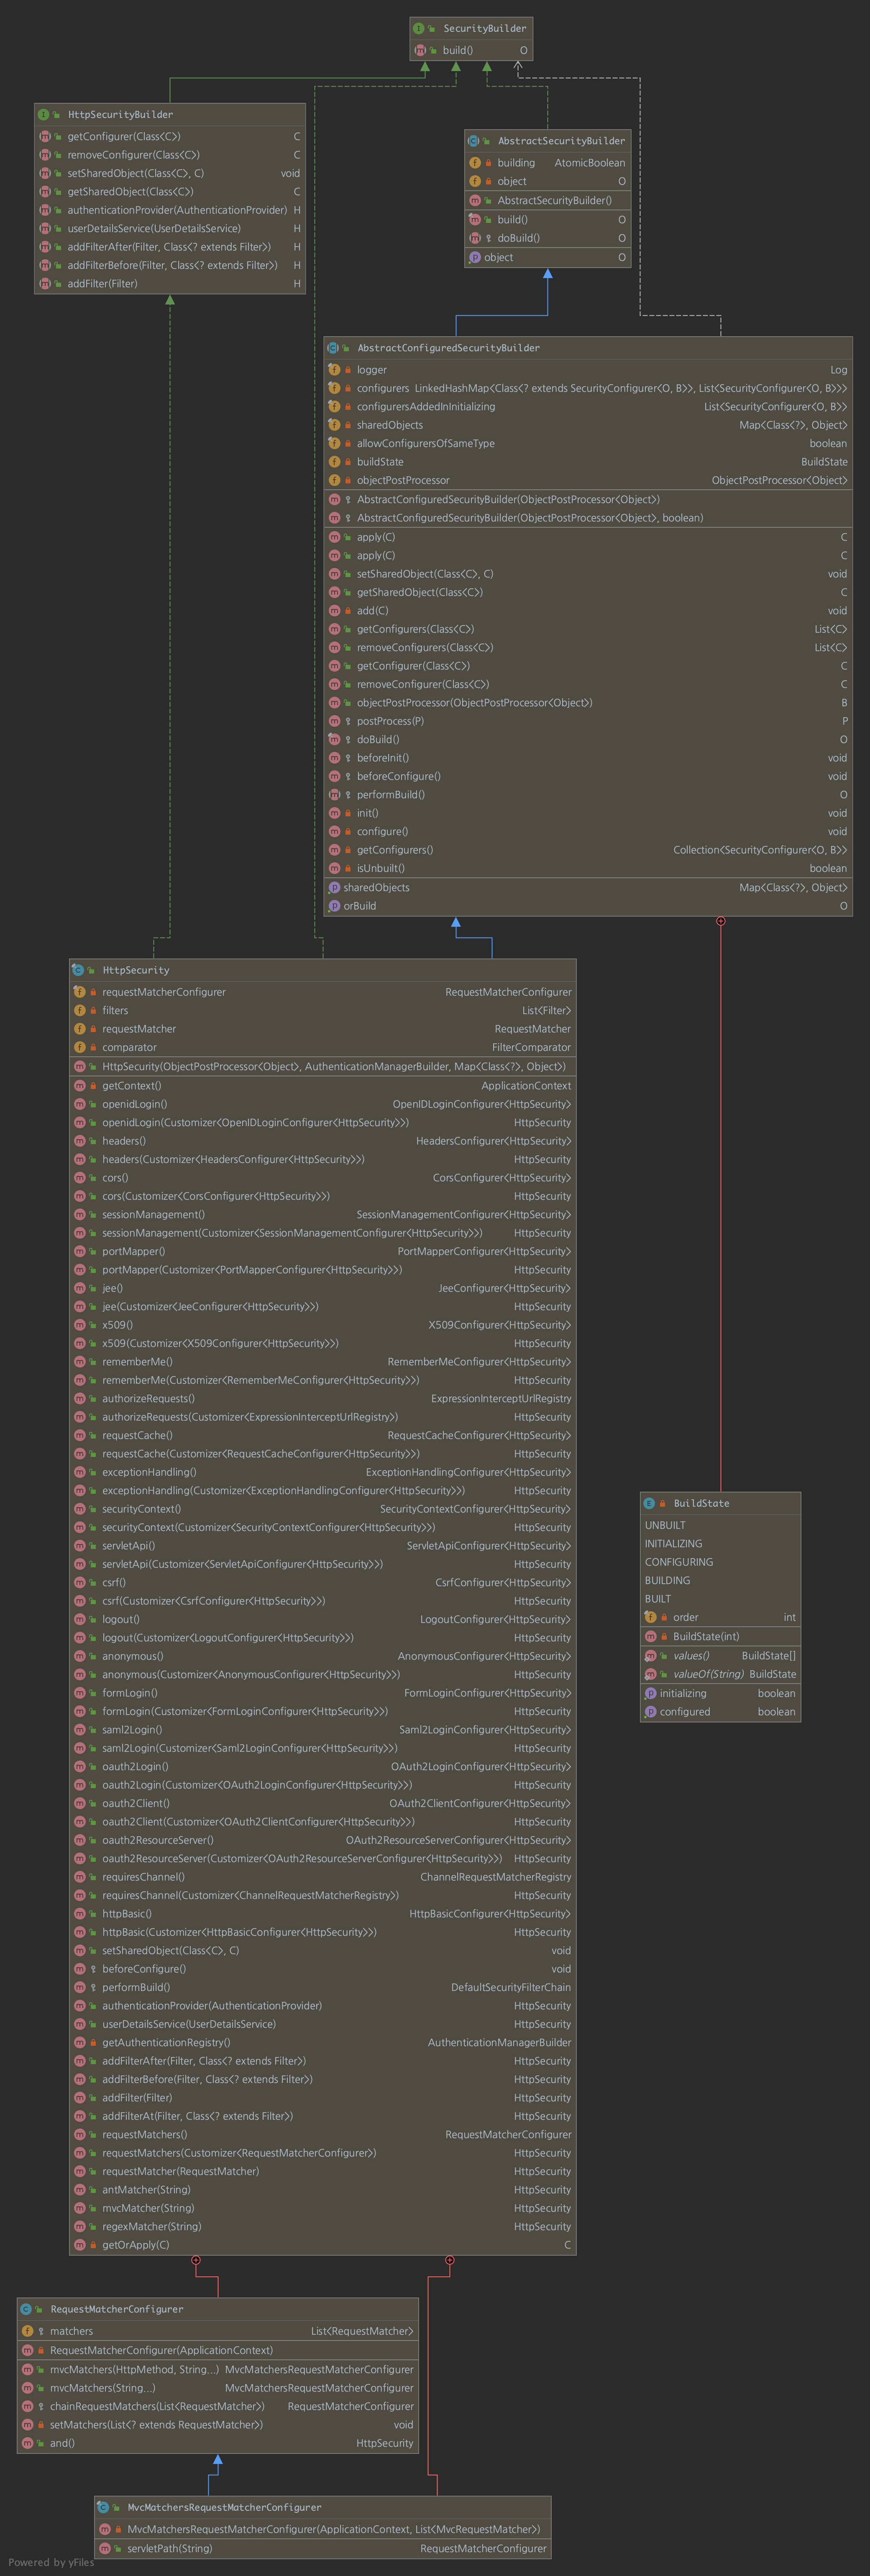 SecurityBuilder
build() O
HttpSecurityBuilder
getConfigurer(Class<C>) C
removeConfigurer(Class<C>) C
setSharedObject(Class<C>, C) void
getSharedObject(Class<C>) C
authenticationProvider(AuthenticationProvider) H
userDetailsService(UserDetailsService) H
addFilterAfter(Filter, Class<? extends Filter>) H
addFilterBefore(Filter, Class<? extends Filter>) H
addFilter(Filter) H
AbstractSecurityBuilder
building AtomicBoolean
object O
AbstractSecurityBuilder()
build() O
doBuild() O
object O
AbstractConfiguredSecurityBuilder
logger Log
configurers LinkedHashMap<Class<? extends SecurityConfigurer<O, B>>, List<SecurityConfigurer<O, B>>>
configurersAddedInInitializing List<SecurityConfigurer<O, B>>
sharedObjects Map<Class<?>, Object>
allowConfigurersOfSameType boolean
buildState BuildState
objectPostProcessor ObjectPostProcessor<Object>
AbstractConfiguredSecurityBuilder(ObjectPostProcessor<Object>)
AbstractConfiguredSecurityBuilder(ObjectPostProcessor<Object>, boolean)
apply(C) C
apply(C) C
setSharedObject(Class<C>, C) void
getSharedObject(Class<C>) C
add(C) void
getConfigurers(Class<C>) List<C>
removeConfigurers(Class<C>) List<C>
getConfigurer(Class<C>) C
removeConfigurer(Class<C>) C
objectPostProcessor(ObjectPostProcessor<Object>) B
postProcess(P) P
doBuild() O
beforeInit() void
beforeConfigure() void
performBuild() O
init() void
configure() void
getConfigurers() Collection<SecurityConfigurer<O, B>>
isUnbuilt() boolean
sharedObjects Map<Class<?>, Object>
orBuild O
HttpSecurity
requestMatcherConfigurer RequestMatcherConfigurer
filters List<Filter>
requestMatcher RequestMatcher
comparator FilterComparator
HttpSecurity(ObjectPostProcessor<Object>, AuthenticationManagerBuilder, Map<Class<?>, Object>)
getContext() ApplicationContext
openidLogin() OpenIDLoginConfigurer<HttpSecurity>
openidLogin(Customizer<OpenIDLoginConfigurer<HttpSecurity>>) HttpSecurity
headers() HeadersConfigurer<HttpSecurity>
headers(Customizer<HeadersConfigurer<HttpSecurity>>) HttpSecurity
cors() CorsConfigurer<HttpSecurity>
cors(Customizer<CorsConfigurer<HttpSecurity>>) HttpSecurity
sessionManagement() SessionManagementConfigurer<HttpSecurity>
sessionManagement(Customizer<SessionManagementConfigurer<HttpSecurity>>) HttpSecurity
portMapper() PortMapperConfigurer<HttpSecurity>
portMapper(Customizer<PortMapperConfigurer<HttpSecurity>>) HttpSecurity
jee() JeeConfigurer<HttpSecurity>
jee(Customizer<JeeConfigurer<HttpSecurity>>) HttpSecurity
x509() X509Configurer<HttpSecurity>
x509(Customizer<X509Configurer<HttpSecurity>>) HttpSecurity
rememberMe() RememberMeConfigurer<HttpSecurity>
rememberMe(Customizer<RememberMeConfigurer<HttpSecurity>>) HttpSecurity
authorizeRequests() ExpressionInterceptUrlRegistry
authorizeRequests(Customizer<ExpressionInterceptUrlRegistry>) HttpSecurity
requestCache() RequestCacheConfigurer<HttpSecurity>
requestCache(Customizer<RequestCacheConfigurer<HttpSecurity>>) HttpSecurity
exceptionHandling() ExceptionHandlingConfigurer<HttpSecurity>
exceptionHandling(Customizer<ExceptionHandlingConfigurer<HttpSecurity>>) HttpSecurity
securityContext() SecurityContextConfigurer<HttpSecurity>
securityContext(Customizer<SecurityContextConfigurer<HttpSecurity>>) HttpSecurity
servletApi() ServletApiConfigurer<HttpSecurity>
servletApi(Customizer<ServletApiConfigurer<HttpSecurity>>) HttpSecurity
csrf() CsrfConfigurer<HttpSecurity>
csrf(Customizer<CsrfConfigurer<HttpSecurity>>) HttpSecurity
logout() LogoutConfigurer<HttpSecurity>
logout(Customizer<LogoutConfigurer<HttpSecurity>>) HttpSecurity
anonymous() AnonymousConfigurer<HttpSecurity>
anonymous(Customizer<AnonymousConfigurer<HttpSecurity>>) HttpSecurity
formLogin() FormLoginConfigurer<HttpSecurity>
formLogin(Customizer<FormLoginConfigurer<HttpSecurity>>) HttpSecurity
saml2Login() Saml2LoginConfigurer<HttpSecurity>
saml2Login(Customizer<Saml2LoginConfigurer<HttpSecurity>>) HttpSecurity
oauth2Login() OAuth2LoginConfigurer<HttpSecurity>
oauth2Login(Customizer<OAuth2LoginConfigurer<HttpSecurity>>) HttpSecurity
oauth2Client() OAuth2ClientConfigurer<HttpSecurity>
oauth2Client(Customizer<OAuth2ClientConfigurer<HttpSecurity>>) HttpSecurity
oauth2ResourceServer() OAuth2ResourceServerConfigurer<HttpSecurity>
oauth2ResourceServer(Customizer<OAuth2ResourceServerConfigurer<HttpSecurity>>) HttpSecurity
requiresChannel() ChannelRequestMatcherRegistry
requiresChannel(Customizer<ChannelRequestMatcherRegistry>) HttpSecurity
httpBasic() HttpBasicConfigurer<HttpSecurity>
httpBasic(Customizer<HttpBasicConfigurer<HttpSecurity>>) HttpSecurity
setSharedObject(Class<C>, C) void
beforeConfigure() void
performBuild() DefaultSecurityFilterChain
authenticationProvider(AuthenticationProvider) HttpSecurity
userDetailsService(UserDetailsService) HttpSecurity
getAuthenticationRegistry() AuthenticationManagerBuilder
addFilterAfter(Filter, Class<? extends Filter>) HttpSecurity
addFilterBefore(Filter, Class<? extends Filter>) HttpSecurity
addFilter(Filter) HttpSecurity
addFilterAt(Filter, Class<? extends Filter>) HttpSecurity
requestMatchers() RequestMatcherConfigurer
requestMatchers(Customizer<RequestMatcherConfigurer>) HttpSecurity
requestMatcher(RequestMatcher) HttpSecurity
antMatcher(String) HttpSecurity
mvcMatcher(String) HttpSecurity
regexMatcher(String) HttpSecurity
getOrApply(C) C
BuildState
UNBUILT
INITIALIZING
CONFIGURING
BUILDING
BUILT
order int
BuildState(int)
values() BuildState[]
valueOf(String) BuildState
initializing boolean
configured boolean
RequestMatcherConfigurer
matchers List<RequestMatcher>
RequestMatcherConfigurer(ApplicationContext)
mvcMatchers(HttpMethod, String...) MvcMatchersRequestMatcherConfigurer
mvcMatchers(String...) MvcMatchersRequestMatcherConfigurer
chainRequestMatchers(List<RequestMatcher>) RequestMatcherConfigurer
setMatchers(List<? extends RequestMatcher>) void
and() HttpSecurity
MvcMatchersRequestMatcherConfigurer
MvcMatchersRequestMatcherConfigurer(ApplicationContext, List<MvcRequestMatcher>)
servletPath(String) RequestMatcherConfigurer
Powered by yFiles